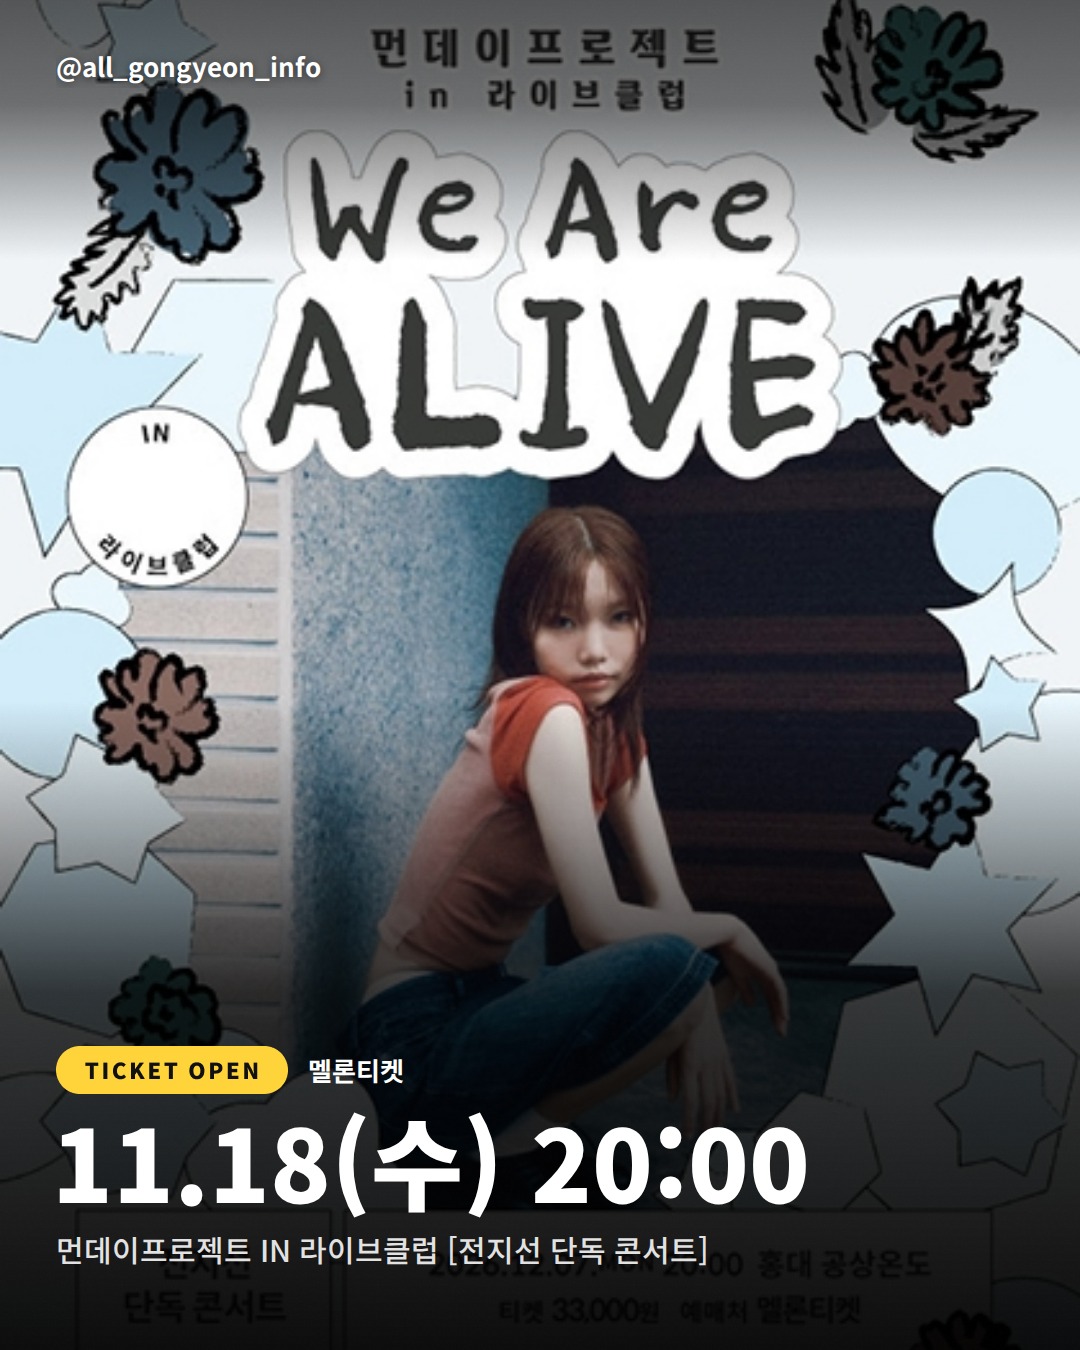 @all_gongyeon_info
먼데이프로젝트
in 라이브클럽
We Are
ALIVE
IN
라이브클럽
TICKET OPEN 멜론티켓
11.18(수) 20:00
먼데이프로젝트 IN 라이브클럽 [전지선 단독 콘서트]
전지선
단독 콘서트
20:00 홍대 공상온도
티켓 33,000원 예매처 멜론티켓